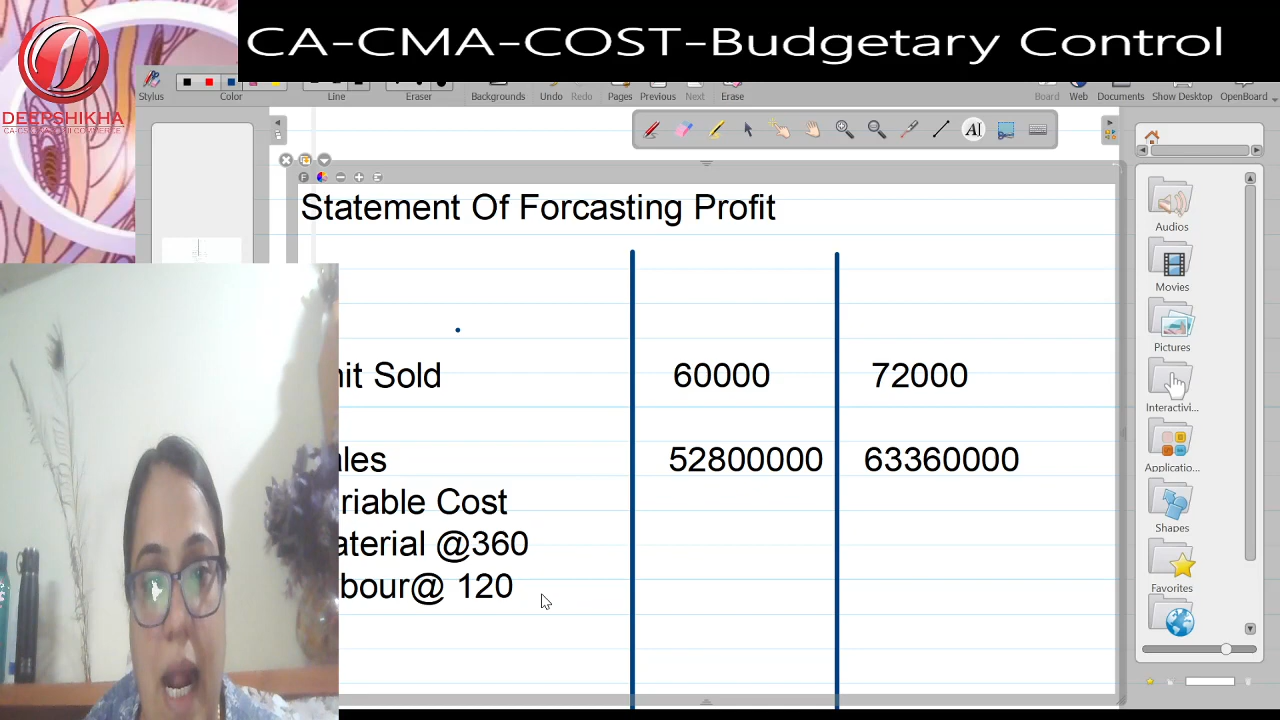 CA-CMA-COST-Budgetary Control
DEEPSHIKHA
Stylus Color Line Eraser Backgrounds Undo Redo Pages Previous Next Erase Board Web Documents Show Desktop OpenBoard
Statement Of Forcasting Profit
nit Sold 60000 72000
ales 52800000 63360000
riable Cost
aterial @360
bour@ 120
Audios
Movies
Pictures
Interactivi...
Applicatio...
Shapes
Favorites